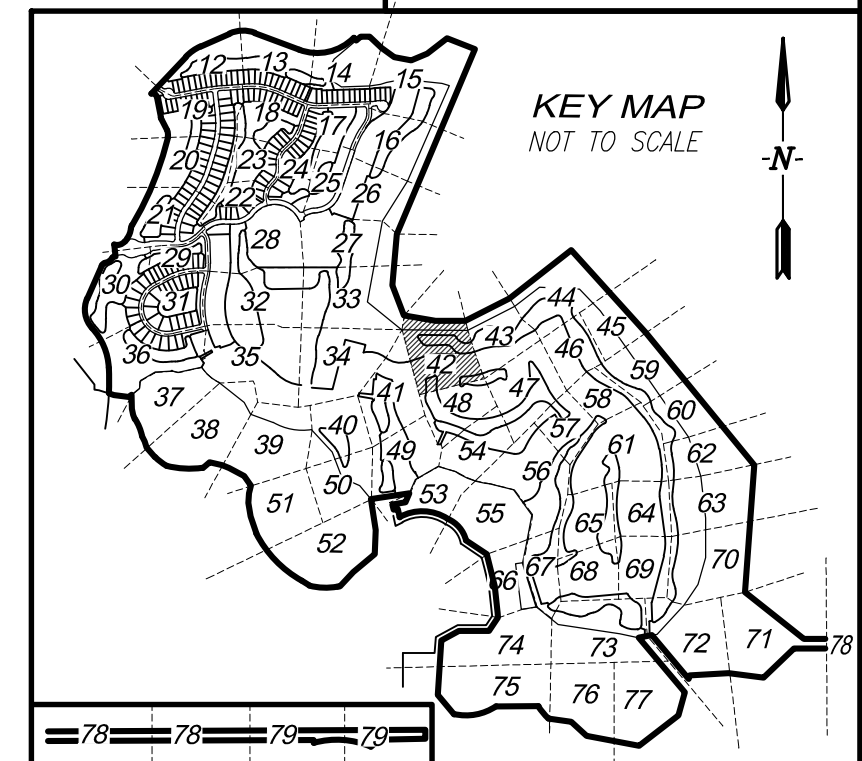 KEY MAP
NOT TO SCALE
-N-
12 13 14 15
19 18 17 16
20 23 24 25 26
21 22 28 27
29 30 31 32 33
36 35 34 42 43 44 45
37 41 48 47 46 59
38 39 40 49 54 57 58 60
50 56 61 62
51 53 55 65 64 63
52 66 67 68 69 70
74 73 72 71 78
75 76 77
78 78 79 79